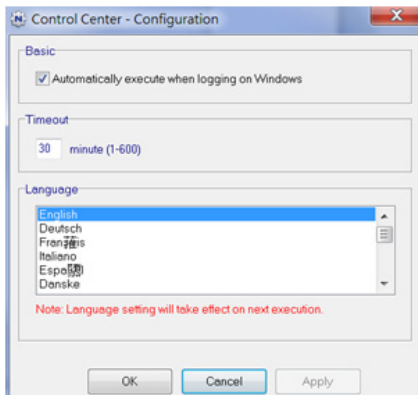 Control Center - Configuration
Basic
Automatically execute when logging on Windows
Timeout
30 minute (1-600)
Language
English
Deutsch
Italiano
Danske
Note: Language setting will take effect on next execution.
OK
Cancel
Apply